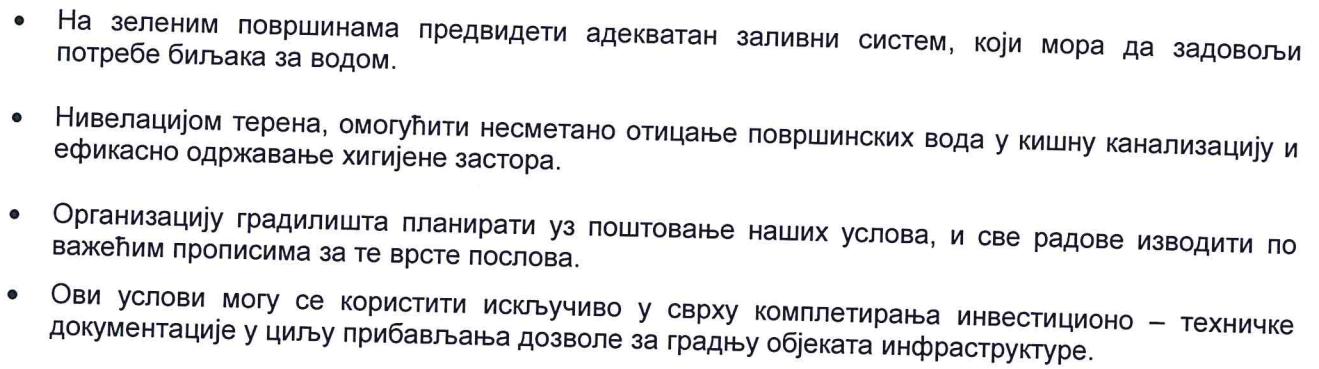 • На зеленим површинама предвидети адекватан заливни систем, који мора да задовољи
потребе биљака за водом.
• Нивелацијом терена, омогућити несметано отицање површинских вода у кишну канализацију и
ефикасно одржавање хигијене застора.
• Организацију градилишта планирати уз поштовање наших услова, и све радове изводити по
важећим прописима за те врсте послова.
• Ови услови могу се користити искључиво у сврху комплетирања инвестиционо – техничке
документације у циљу прибављања дозволе за градњу објеката инфраструктуре.